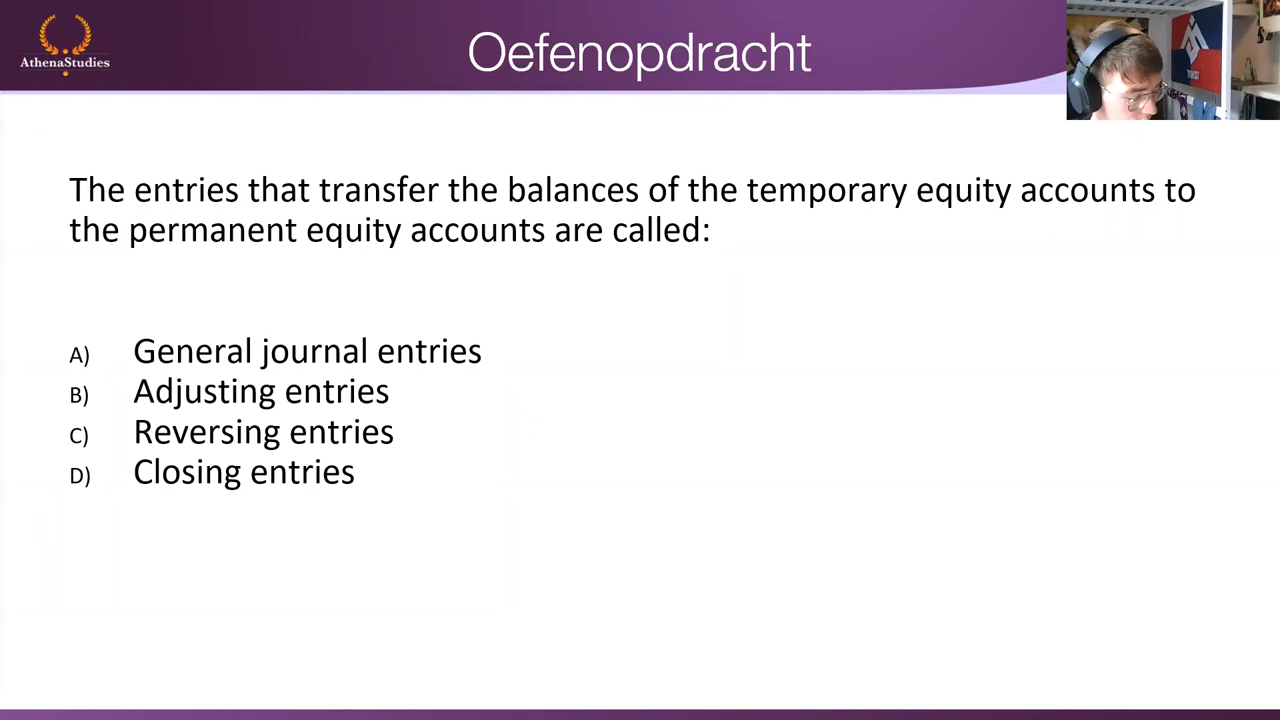 AthenaStudies
Oefenopdracht
The entries that transfer the balances of the temporary equity accounts to
the permanent equity accounts are called:
A) General journal entries
B) Adjusting entries
C) Reversing entries
D) Closing entries